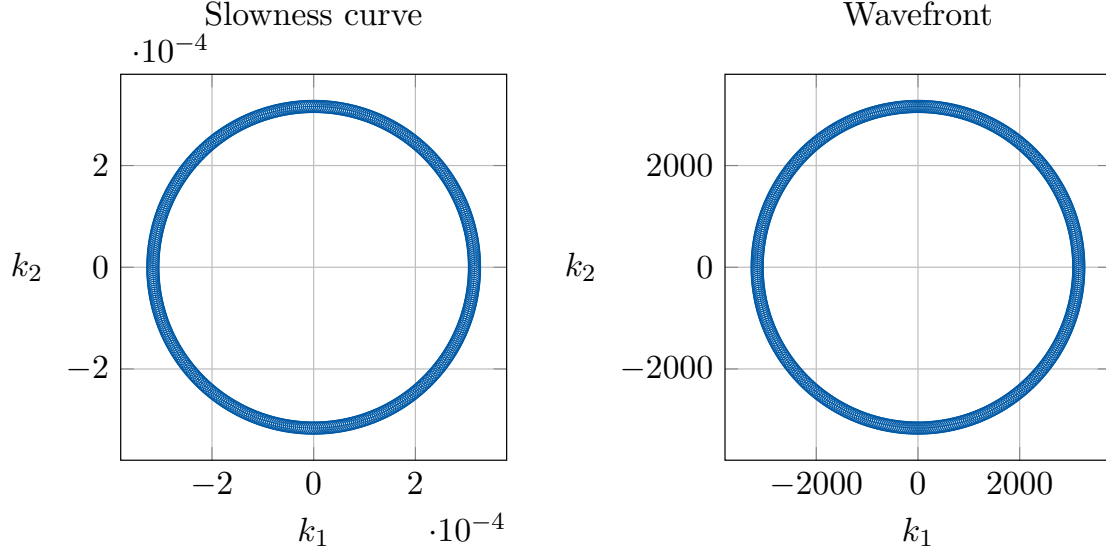 Slowness curve
·10⁻⁴
2
0
−2
k₂
−2 0 2
·10⁻⁴
k₁
Wavefront
2000
0
−2000
k₂
−2000 0 2000
k₁